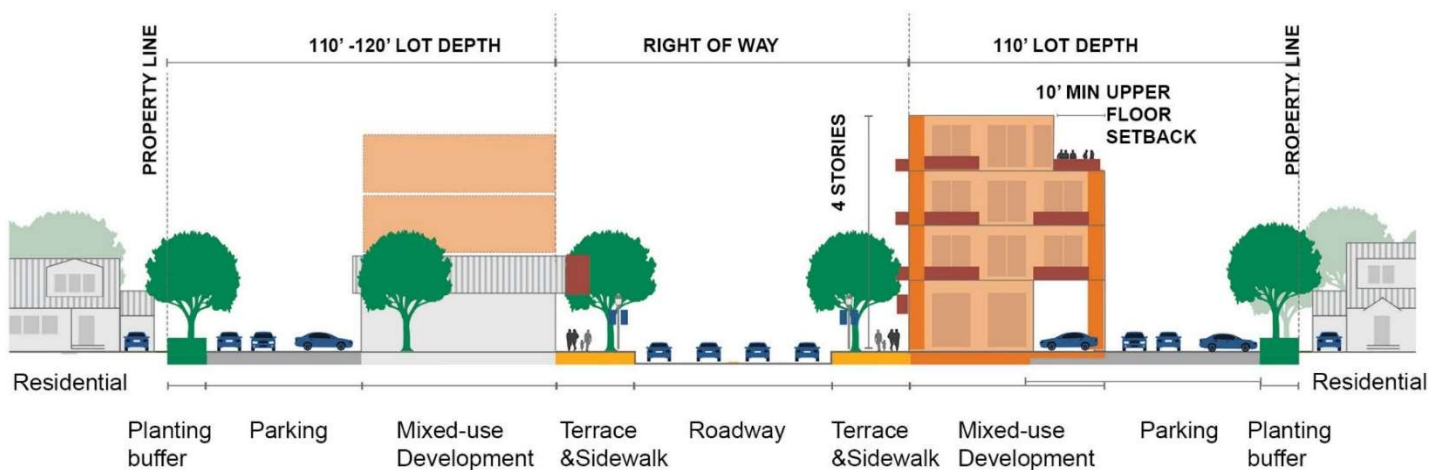 110' -120' LOT DEPTH
RIGHT OF WAY
110' LOT DEPTH
PROPERTY LINE
PROPERTY LINE
10' MIN UPPER
FLOOR
SETBACK
4 STORIES
Residential
Residential
Planting
buffer
Parking
Mixed-use
Development
Terrace
&Sidewalk
Roadway
Terrace
&Sidewalk
Mixed-use
Development
Parking
Planting
buffer